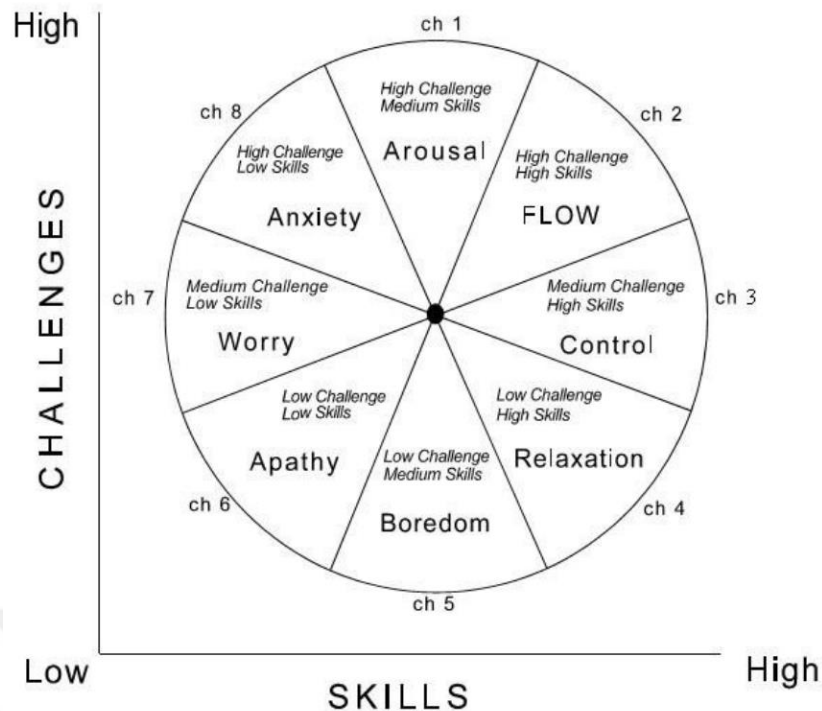 High
ch 1
ch 8
ch 2
High Challenge
Medium Skills
Arousal
High Challenge
Low Skills
Anxiety
High Challenge
High Skills
FLOW
CHALLENGES
ch 7
Medium Challenge
Low Skills
Worry
Medium Challenge
High Skills
Control
ch 3
Low Challenge
Low Skills
Apathy
Low Challenge
Medium Skills
Boredom
Low Challenge
High Skills
Relaxation
ch 6
ch 4
ch 5
Low
High
SKILLS